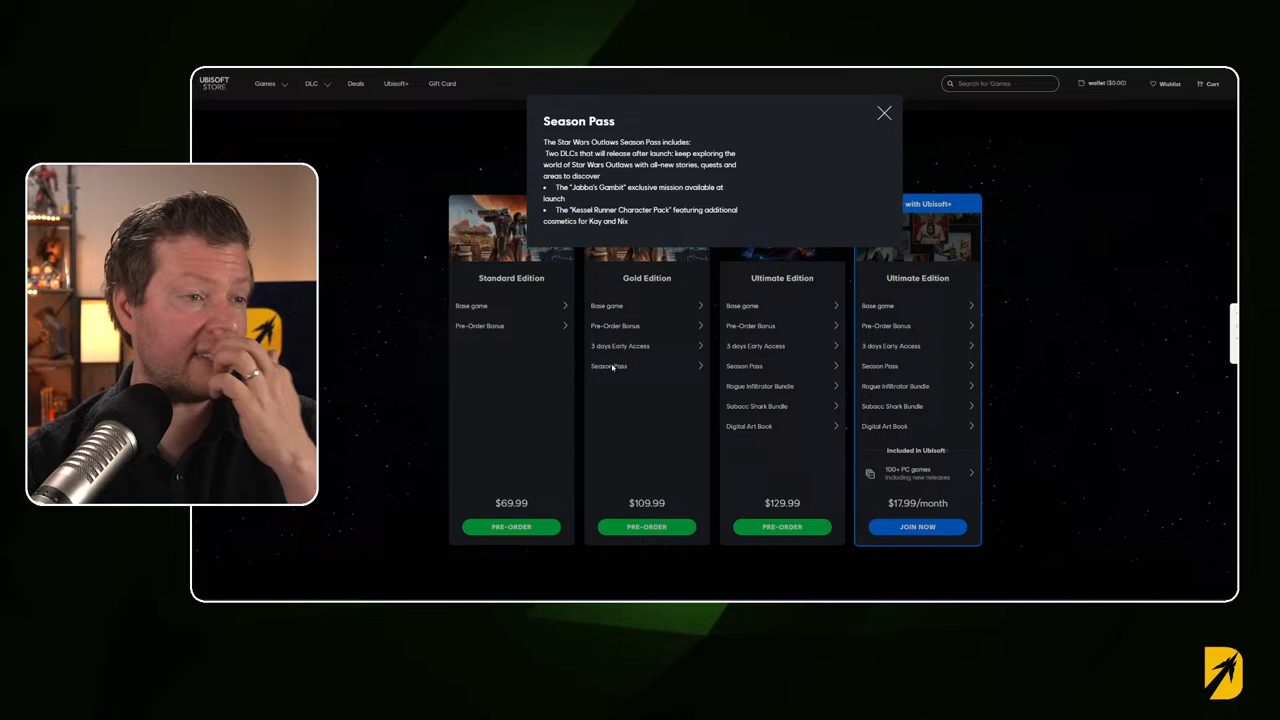 UBISOFT
STORE
Games
DLC
Deals
Ubisoft+
Gift Card
Search for Games
wallet ($0.00)
Wishlist
Cart
Season Pass
The Star Wars Outlaws Season Pass includes:
Two DLCs that will release after launch: keep exploring the
world of Star Wars Outlaws with all-new stories, quests and
areas to discover
• The "Jabba's Gambit" exclusive mission available at
launch
• The "Kessel Runner Character Pack" featuring additional
cosmetics for Kay and Nix
with Ubisoft+
Standard Edition
Base game
Pre-Order Bonus
$69.99
PRE-ORDER
Gold Edition
Base game
Pre-Order Bonus
3 days Early Access
Season Pass
$109.99
PRE-ORDER
Ultimate Edition
Base game
Pre-Order Bonus
3 days Early Access
Season Pass
Rogue Infiltrator Bundle
Sabacc Shark Bundle
Digital Art Book
$129.99
PRE-ORDER
Ultimate Edition
Base game
Pre-Order Bonus
3 days Early Access
Season Pass
Rogue Infiltrator Bundle
Sabacc Shark Bundle
Digital Art Book
Included in Ubisoft+
100+ PC games
Including new releases
$17.99/month
JOIN NOW